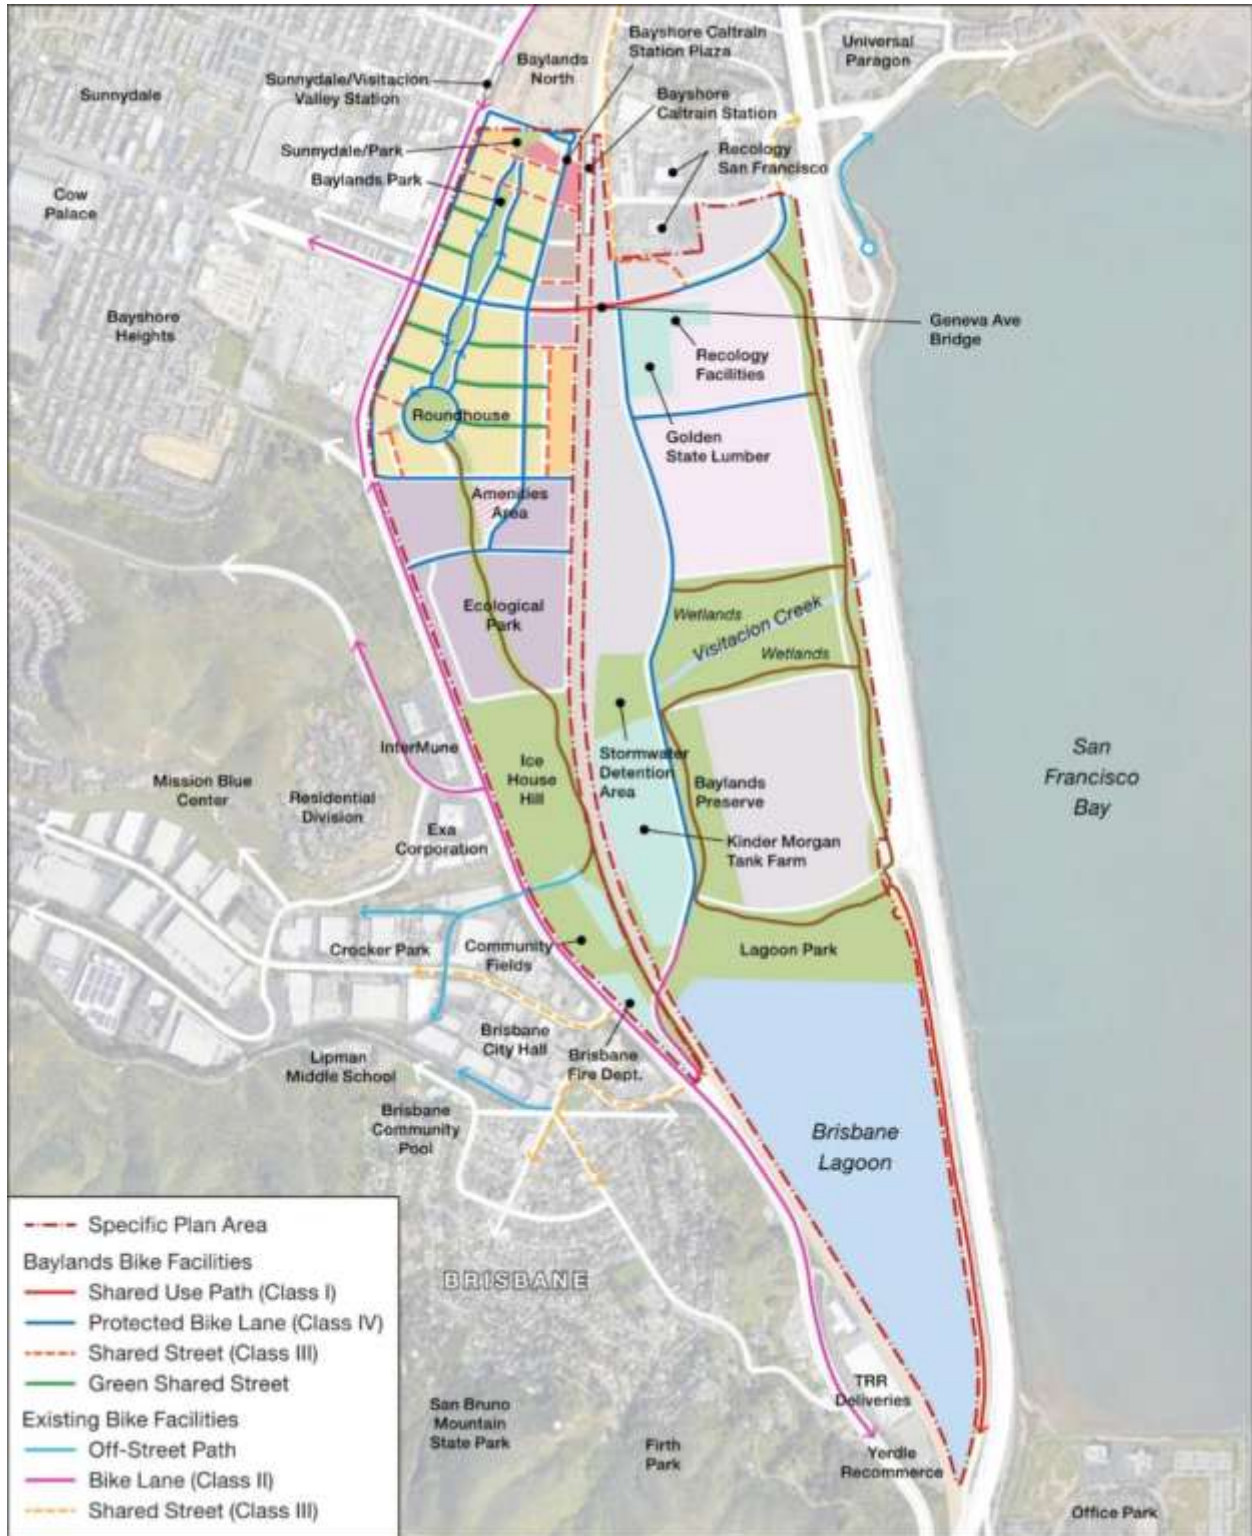 Bayshore Caltrain
Station Plaza
Universal
Paragon
Baylands
North
Sunnydale/Visitacion
Valley Station
Sunnydale
Bayshore
Caltrain Station
Sunnydale/Park
Recology
San Francisco
Baylands Park
Cow
Palace
Bayshore
Heights
Geneva Ave
Bridge
Recology
Facilities
Roundhouse
Golden
State Lumber
Amenities
Area
Ecological
Park
Wetlands
Visitacion Creek
Wetlands
InterMune
Ice
House
Hill
Stormwater
Detention
Area
San
Francisco
Bay
Mission Blue
Center
Residential
Division
Baylands
Preserve
Exa
Corporation
Kinder Morgan
Tank Farm
Crocker Park
Community
Fields
Lagoon Park
Brisbane
City Hall
Lipman
Middle School
Brisbane
Fire Dept.
Brisbane
Community
Pool
Brisbane
Lagoon
BRISBANE
TRR
Deliveries
San Bruno
Mountain
State Park
Firth
Park
Yerdle
Recommerce
Office Park
Specific Plan Area
Baylands Bike Facilities
Shared Use Path (Class I)
Protected Bike Lane (Class IV)
Shared Street (Class III)
Green Shared Street
Existing Bike Facilities
Off-Street Path
Bike Lane (Class II)
Shared Street (Class III)